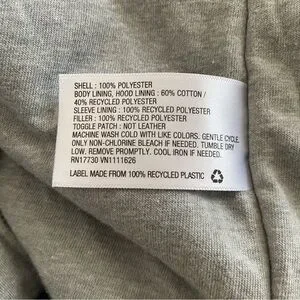 SHELL : 100% POLYESTER
BODY LINING, HOOD LINING : 60% COTTON /
40% RECYCLED POLYESTER
SLEEVE LINING : 100% RECYCLED POLYESTER
FILLER : 100% POLYESTER
TOGGLE PATCH : NOT LEATHER
MACHINE WASH COLD WITH LIKE COLORS. GENTLE CYCLE.
ONLY NON-CHLORINE BLEACH IF NEEDED. TUMBLE DRY
LOW. REMOVE PROMPTLY. COOL IRON IF NEEDED.
RN17730 VN1111626
LABEL MADE FROM 100% RECYCLED PLASTIC